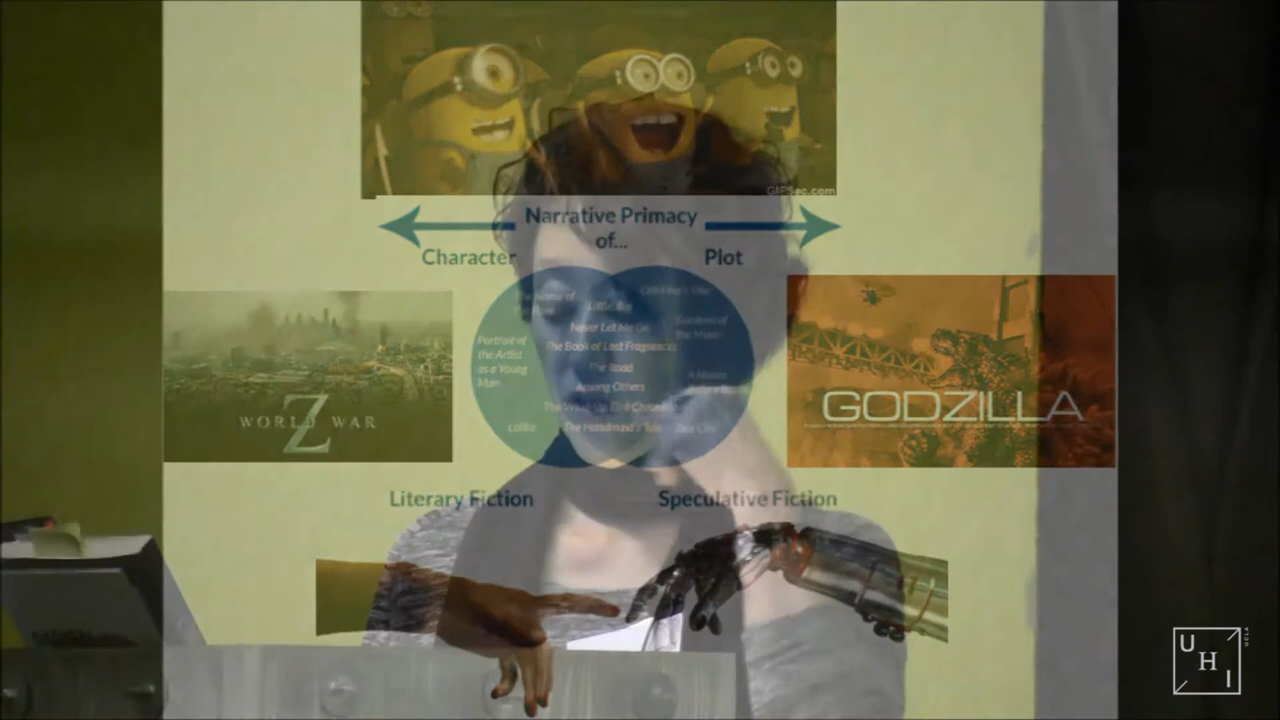 GIFSec.com
Narrative Primacy
of...
Character
Plot
Little, Big
Never Let Me Go
Portrait of
the Artist
as a Young
Man
The Book of Lost Fragrances
The Road
Among Others
The Handmaid's Tale
WORLD WAR
Z
GODZILLA
Literary Fiction
Speculative Fiction
U
H
I
UCLA